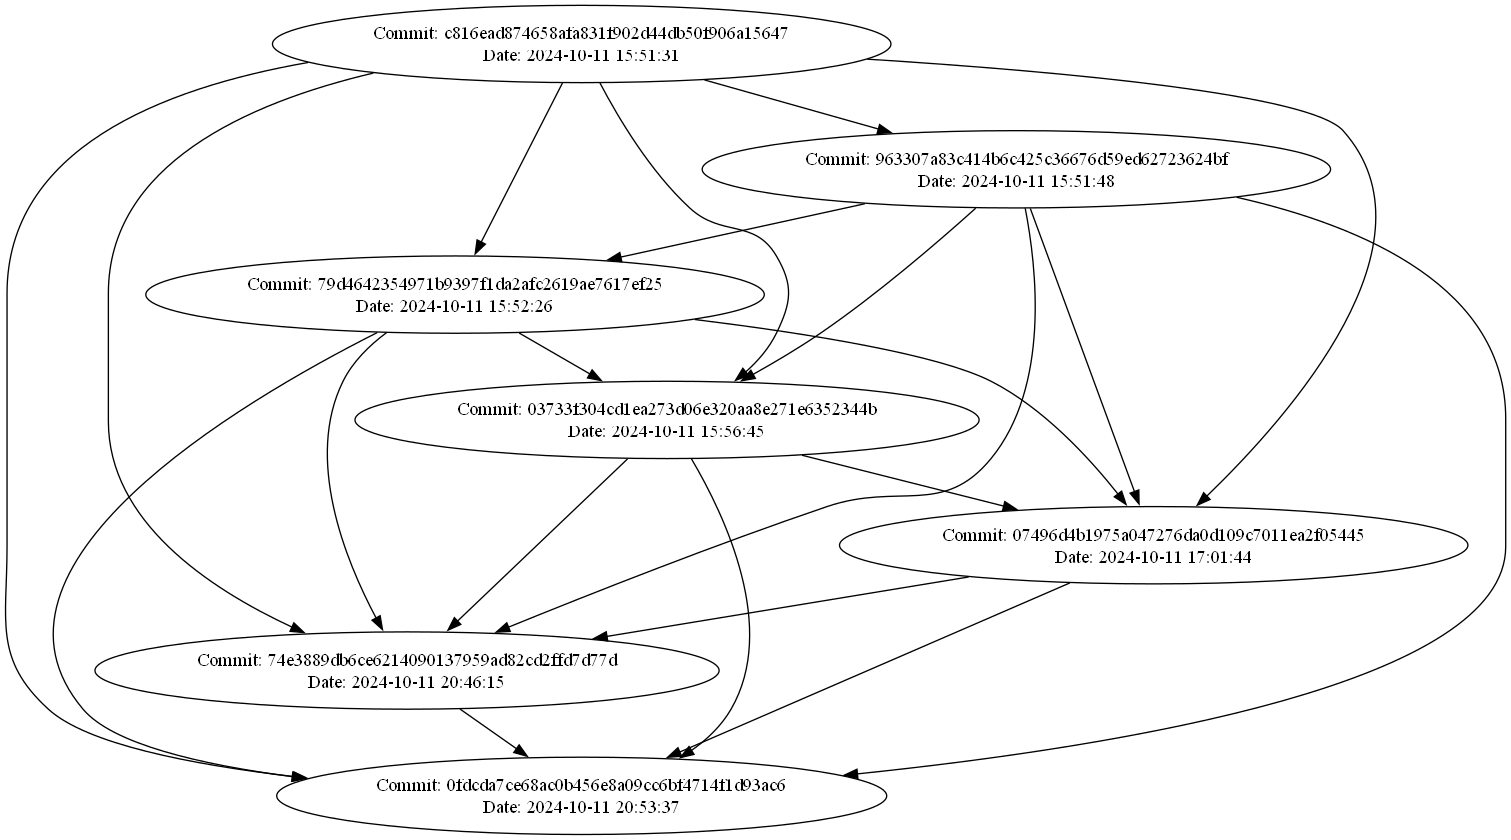 Commit: c816ead874658afa831f902d44db50f906a15647
Date: 2024-10-11 15:51:31
Commit: 963307a83c414b6c425c36676d59ed62723624bf
Date: 2024-10-11 15:51:48
Commit: 79d4642354971b9397f1da2afc2619ae7617ef25
Date: 2024-10-11 15:52:26
Commit: 03733f304cd1ea273d06e320aa8e271e6352344b
Date: 2024-10-11 15:56:45
Commit: 07496d4b1975a047276da0d109c7011ea2f05445
Date: 2024-10-11 17:01:44
Commit: 74e3889db6ce6214090137959ad82cd2ffd7d77d
Date: 2024-10-11 20:46:15
Commit: 0fdcda7ce68ac0b456e8a09cc6bf4714f1d93ac6
Date: 2024-10-11 20:53:37